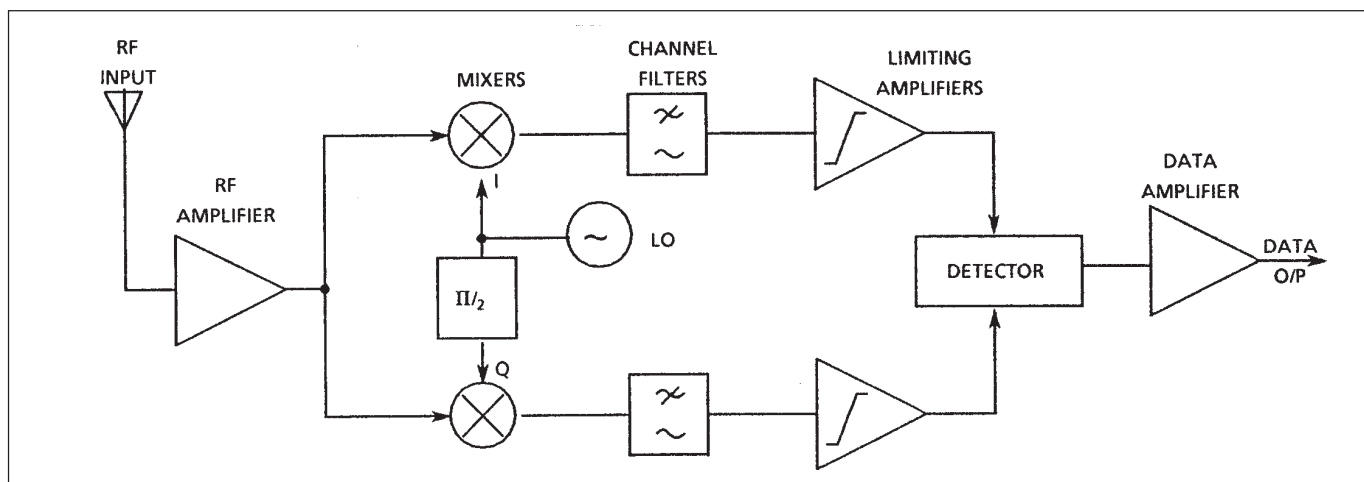 RF
INPUT
MIXERS
CHANNEL
FILTERS
LIMITING
AMPLIFIERS
RF
AMPLIFIER
I
LO
DATA
AMPLIFIER
Π/2
DETECTOR
DATA
O/P
Q